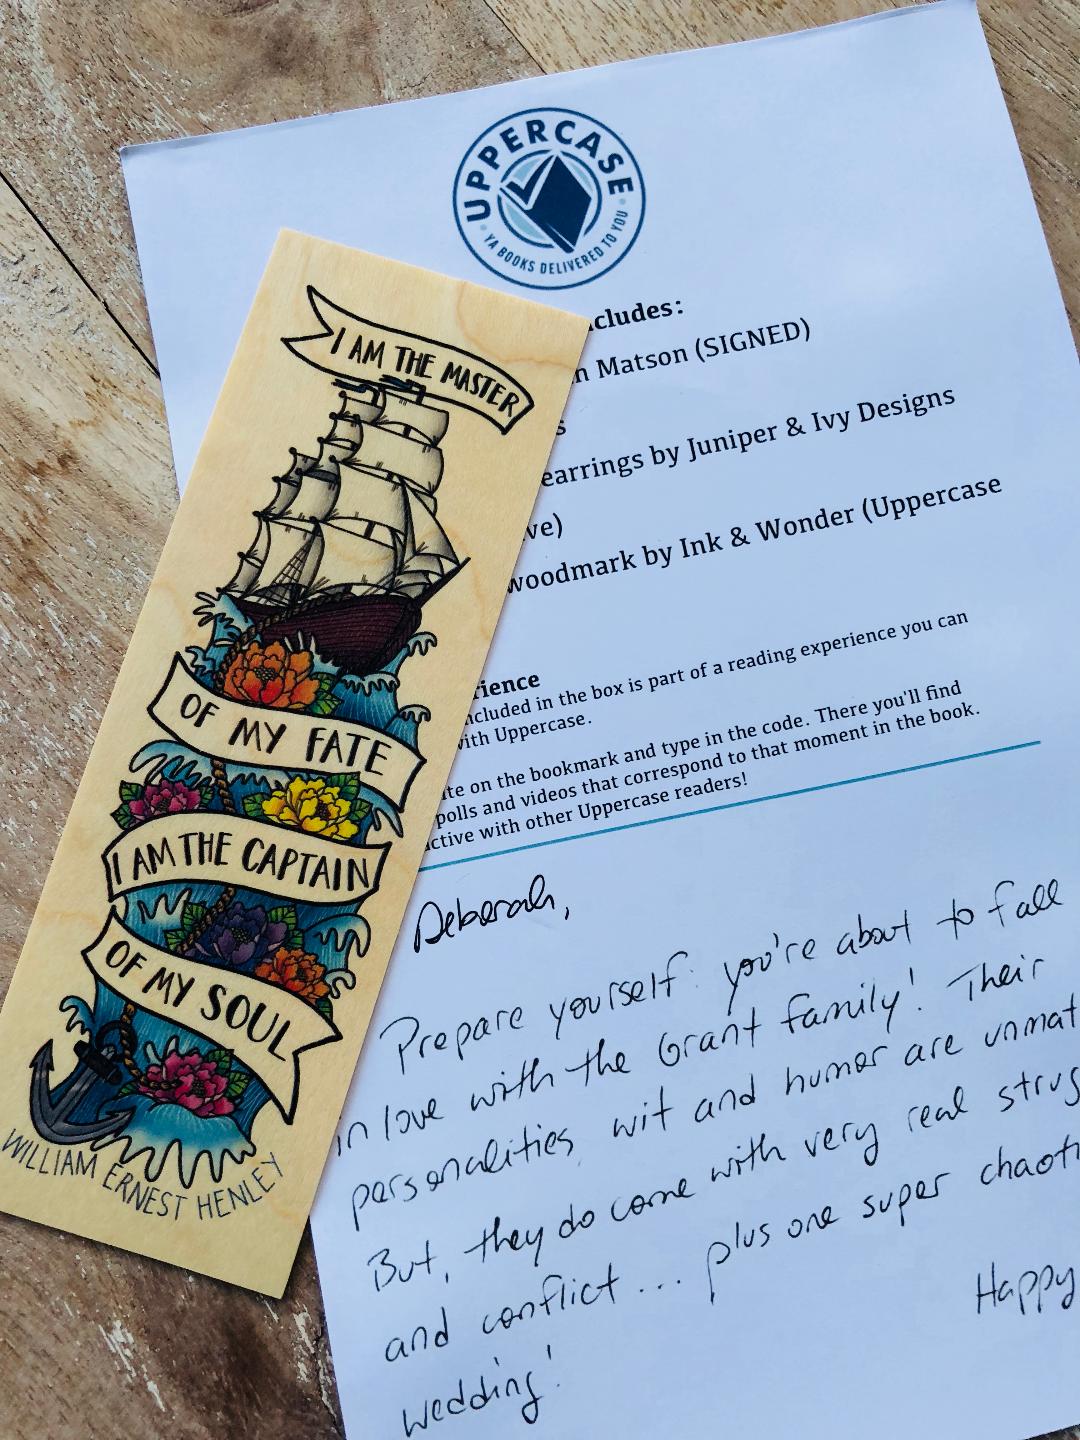 UPPERCASE
YA BOOKS DELIVERED TO YOU
cludes:
n Matson (SIGNED)
s
earrings by Juniper & Ivy Designs
ve)
woodmark by Ink & Wonder (Uppercase
rience
ncluded in the box is part of a reading experience you can
with Uppercase.
te on the bookmark and type in the code. There you'll find
polls and videos that correspond to that moment in the book.
ctive with other Uppercase readers!
Deborah,
Prepare yourself: you're about to fall
in love with the Grant family! Their
personalities, wit and humor are unmat
But, they do come with very real strug
and conflict... plus one super chaoti
wedding!
Happy
I AM THE MASTER
OF MY FATE
I AM THE CAPTAIN
OF MY SOUL
WILLIAM ERNEST HENLEY